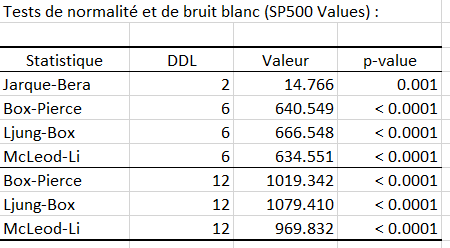 Tests de normalité et de bruit blanc (SP500 Values) :
Statistique DDL Valeur p-value
Jarque-Bera 2 14.766 0.001
Box-Pierce 6 640.549 < 0.0001
Ljung-Box 6 666.548 < 0.0001
McLeod-Li 6 634.551 < 0.0001
Box-Pierce 12 1019.342 < 0.0001
Ljung-Box 12 1079.410 < 0.0001
McLeod-Li 12 969.832 < 0.0001